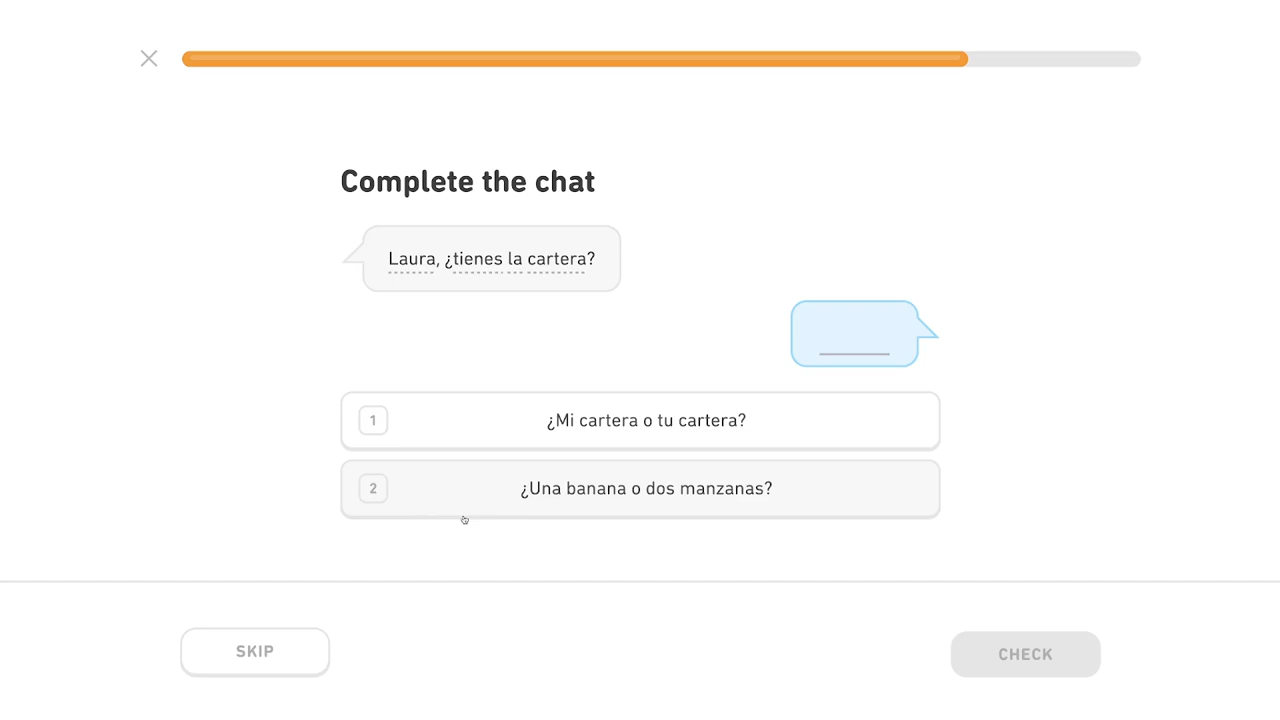 Complete the chat
Laura, ¿tienes la cartera?
1 ¿Mi cartera o tu cartera?
2 ¿Una banana o dos manzanas?
SKIP
CHECK